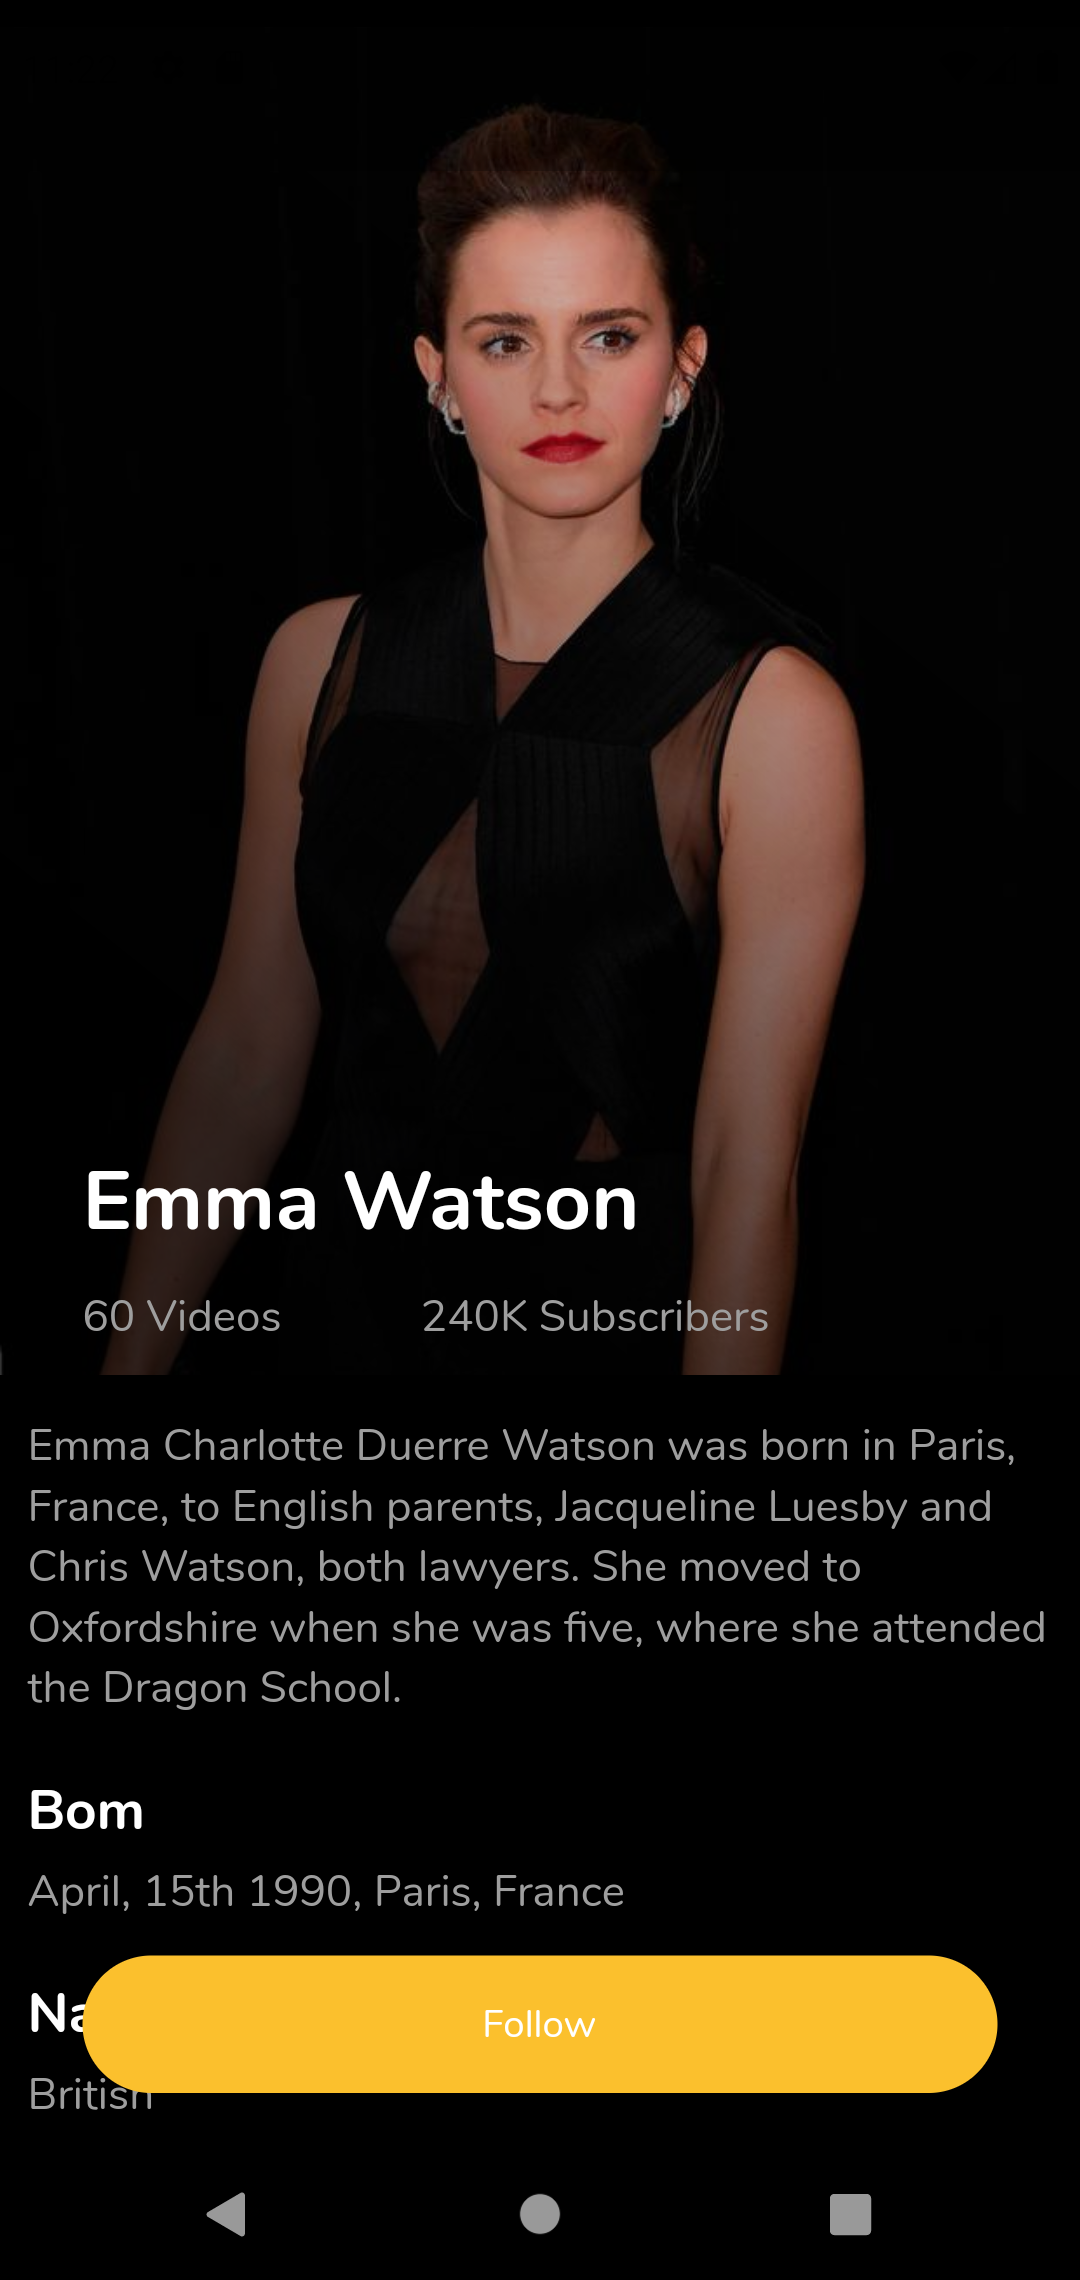 Emma Watson
60 Videos 240K Subscribers
Emma Charlotte Duerre Watson was born in Paris,
France, to English parents, Jacqueline Luesby and
Chris Watson, both lawyers. She moved to
Oxfordshire when she was five, where she attended
the Dragon School.
Bom
April, 15th 1990, Paris, France
Follow
British